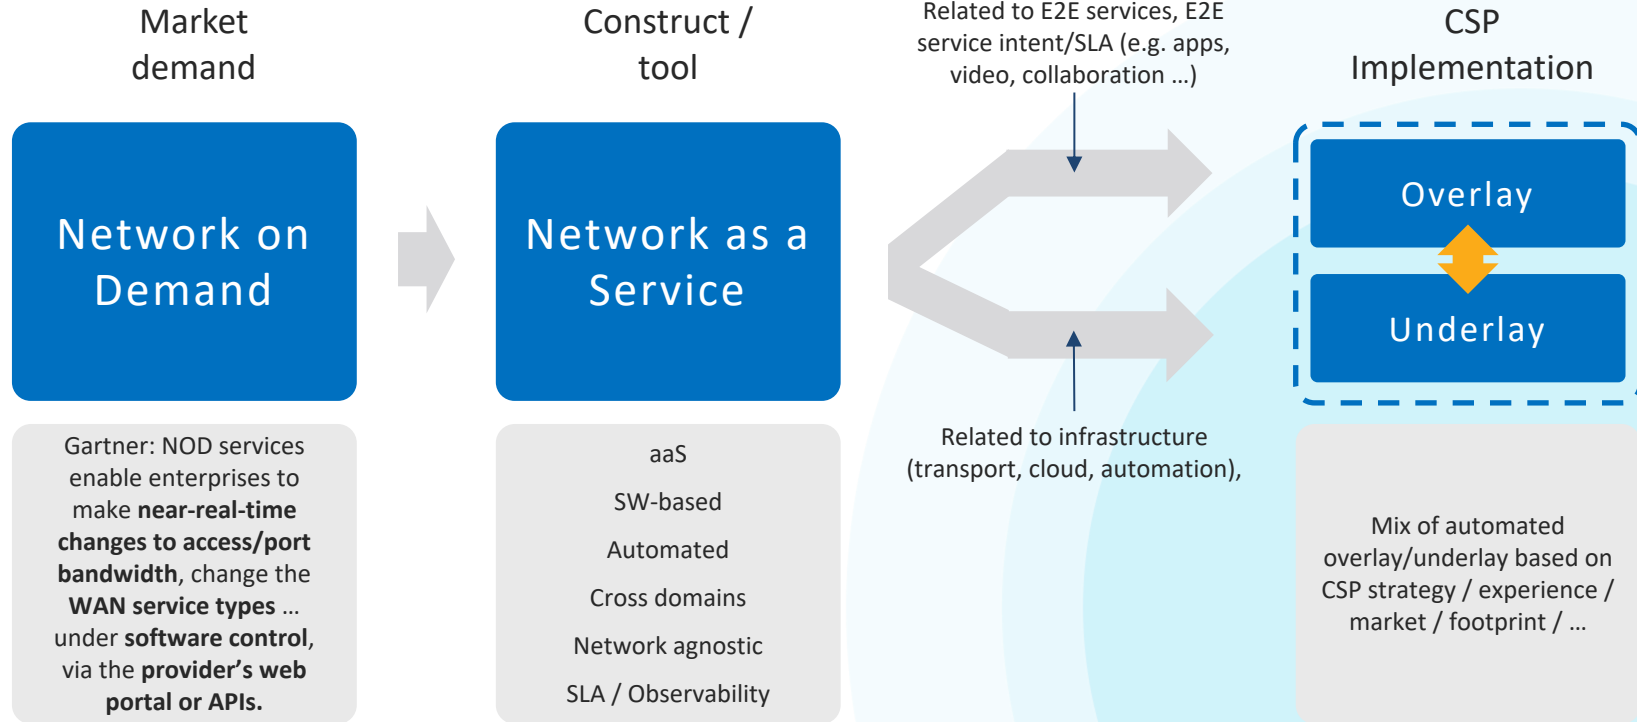 Market
demand
Network on
Demand
Gartner: NOD services
enable enterprises to
make near-real-time
changes to access/port
bandwidth, change the
WAN service types …
under software control,
via the provider’s web
portal or APIs.
Construct /
tool
Network as a
Service
aaS
SW-based
Automated
Cross domains
Network agnostic
SLA / Observability
Related to E2E services, E2E
service intent/SLA (e.g. apps,
video, collaboration …)
Related to infrastructure
(transport, cloud, automation),
CSP
Implementation
Overlay
Underlay
Mix of automated
overlay/underlay based on
CSP strategy / experience /
market / footprint / …